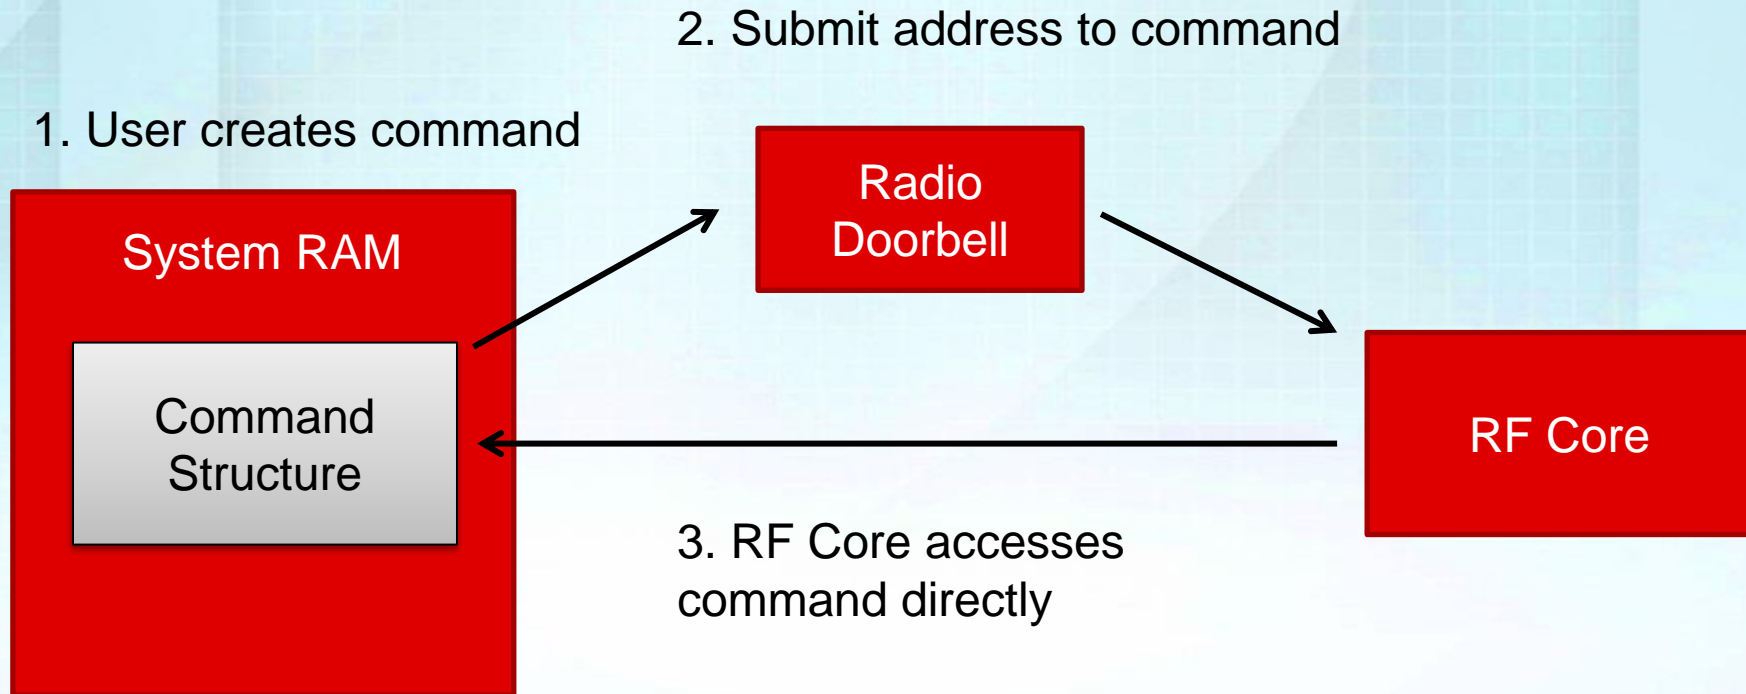 2. Submit address to command
1. User creates command
Radio
Doorbell
System RAM
Command
Structure
RF Core
3. RF Core accesses
command directly